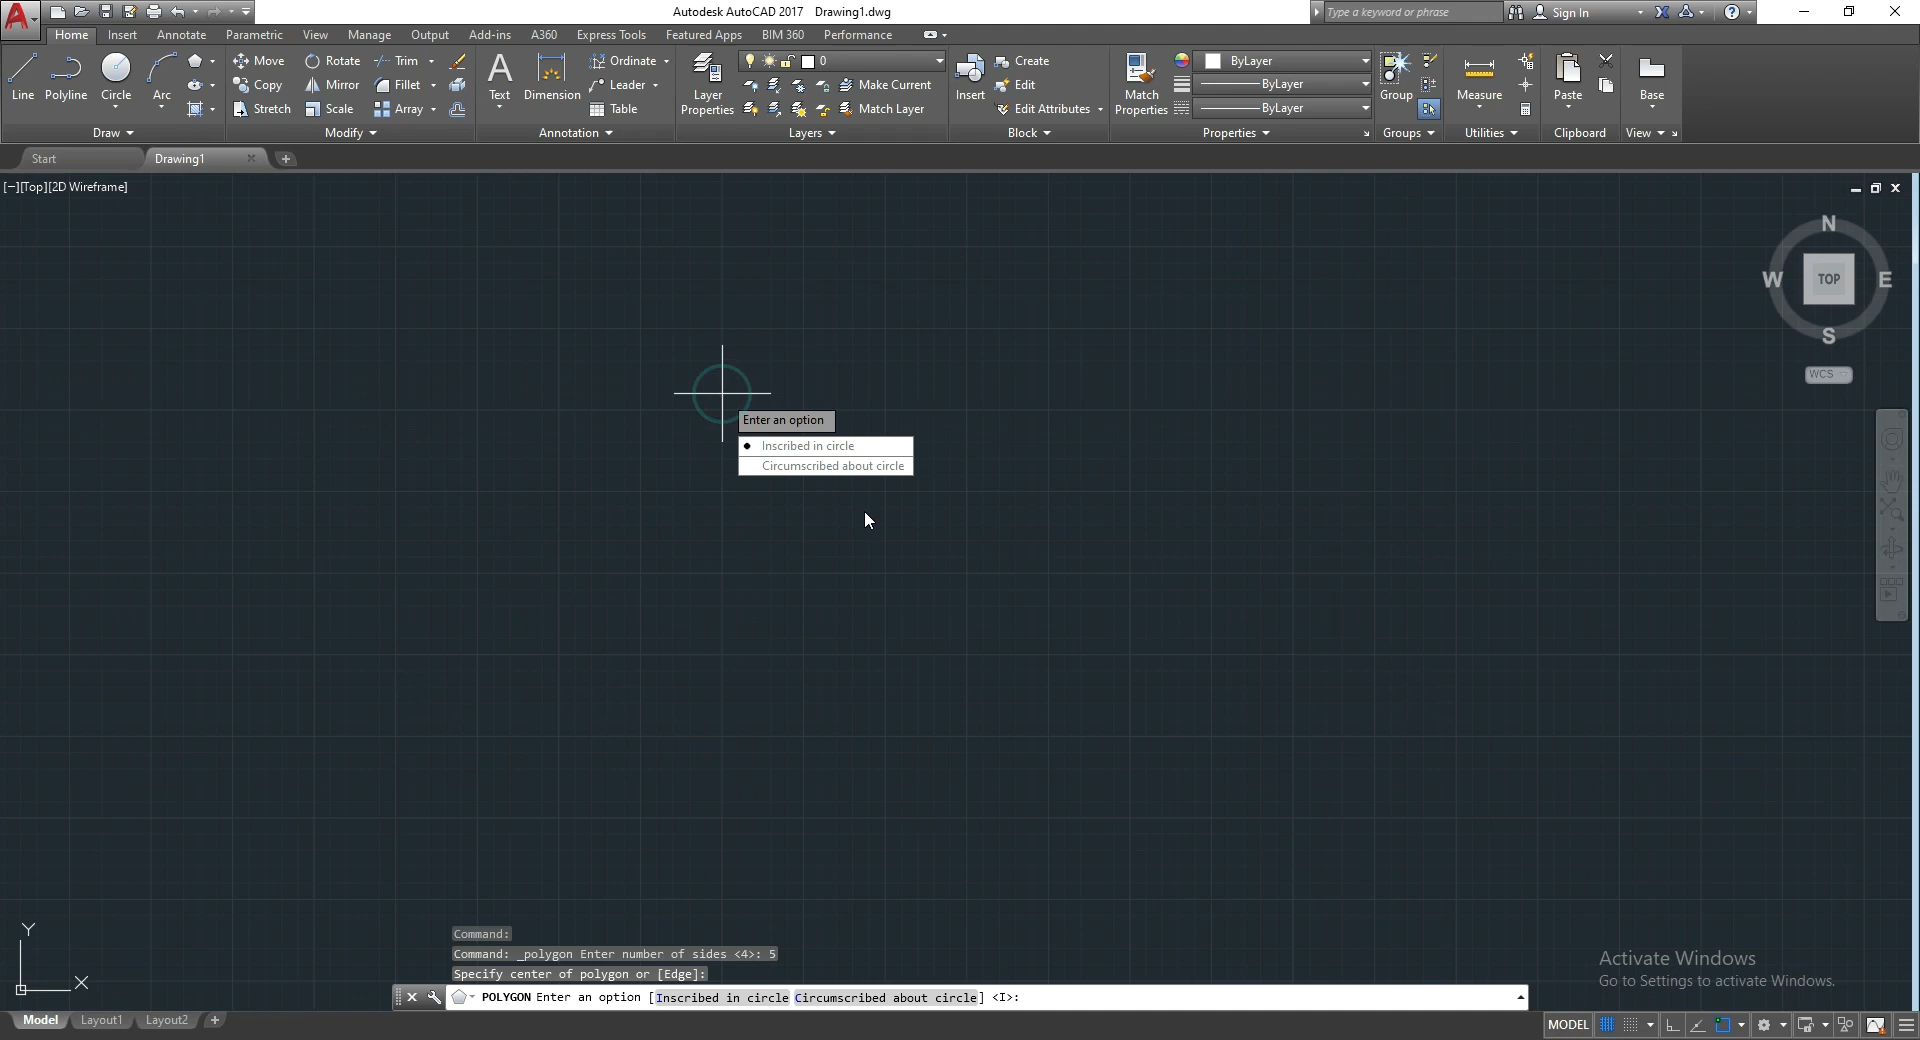 Autodesk AutoCAD 2017 Drawing1.dwg
Type a keyword or phrase
Sign In
Home Insert Annotate Parametric View Manage Output Add-ins A360 Express Tools Featured Apps BIM 360 Performance
Line Polyline Circle Arc
Draw
Move Rotate Trim
Copy Mirror Fillet
Stretch Scale Array
Modify
Text Dimension
Ordinate
Leader
Table
Annotation
Layer Properties
0
Make Current
Match Layer
Layers
Insert
Create
Edit
Edit Attributes
Block
Match Properties
ByLayer
ByLayer
ByLayer
Properties
Group
Groups
Measure
Utilities
Paste
Clipboard
Base
View
Start Drawing1
[−][Top][2D Wireframe]
N
W TOP E
S
WCS
Enter an option
Inscribed in circle
Circumscribed about circle
Y
X
Command:
Command: _polygon Enter number of sides <4>: 5
Specify center of polygon or [Edge]:
POLYGON Enter an option [Inscribed in circle Circumscribed about circle] <I>:
Activate Windows
Go to Settings to activate Windows.
Model Layout1 Layout2 +
MODEL